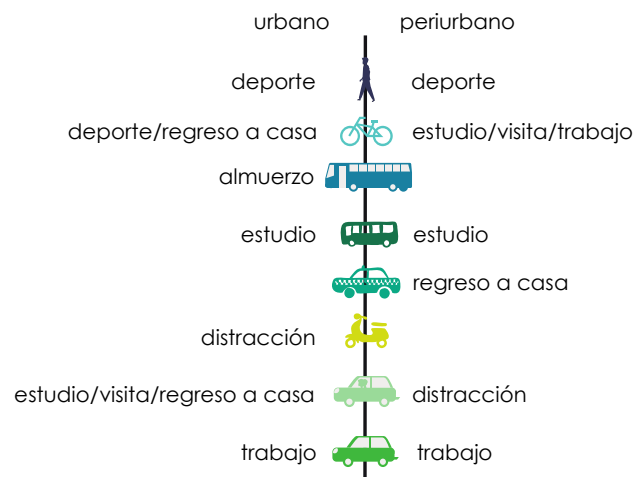 urbano periurbano
deporte deporte
deporte/regreso a casa estudio/visita/trabajo
almuerzo
estudio estudio
regreso a casa
distracción
estudio/visita/regreso a casa distracción
trabajo trabajo